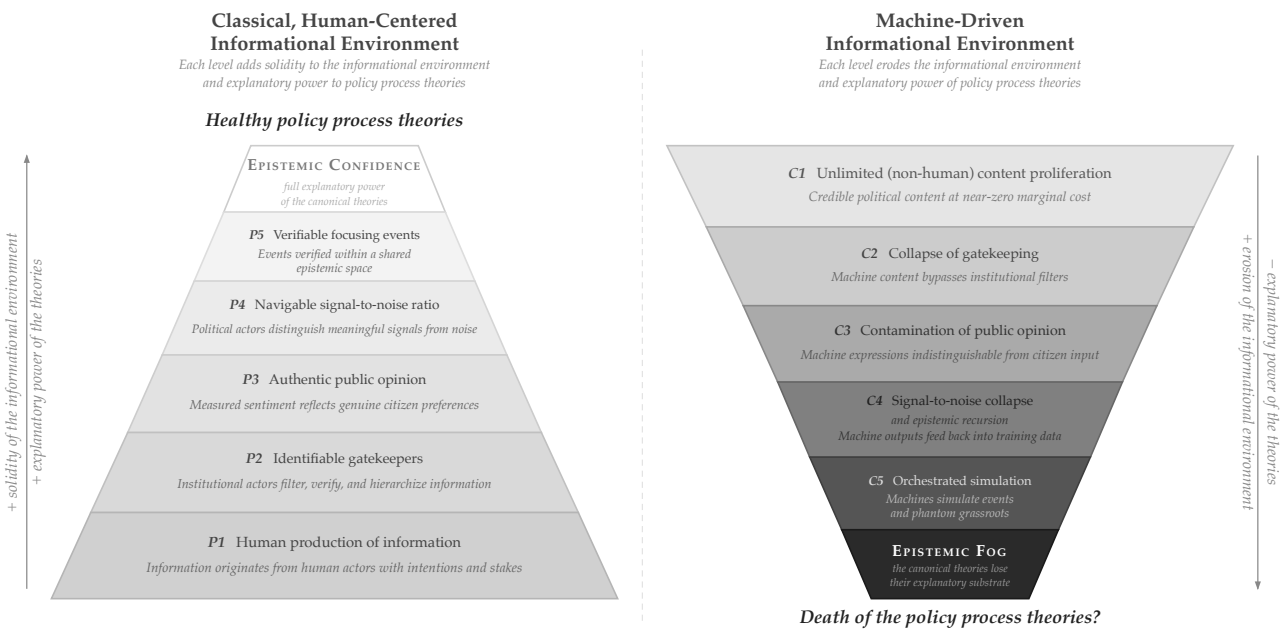 Classical, Human-Centered
Informational Environment
Each level adds solidity to the informational environment
and explanatory power to policy process theories
Healthy policy process theories
+ solidity of the informational environment
+ explanatory power of the theories
EPISTEMIC CONFIDENCE
full explanatory power
of the canonical theories
P5 Verifiable focusing events
Events verified within a shared
epistemic space
P4 Navigable signal-to-noise ratio
Political actors distinguish meaningful signals from noise
P3 Authentic public opinion
Measured sentiment reflects genuine citizen preferences
P2 Identifiable gatekeepers
Institutional actors filter, verify, and hierarchize information
P1 Human production of information
Information originates from human actors with intentions and stakes
Machine-Driven
Informational Environment
Each level erodes the informational environment
and explanatory power of policy process theories
C1 Unlimited (non-human) content proliferation
Credible political content at near-zero marginal cost
C2 Collapse of gatekeeping
Machine content bypasses institutional filters
C3 Contamination of public opinion
Machine expressions indistinguishable from citizen input
C4 Signal-to-noise collapse
and epistemic recursion
Machine outputs feed back into training data
C5 Orchestrated simulation
Machines simulate events
and phantom grassroots
EPISTEMIC FOG
the canonical theories lose
their explanatory substrate
Death of the policy process theories?
− explanatory power of the theories
+ erosion of the informational environment